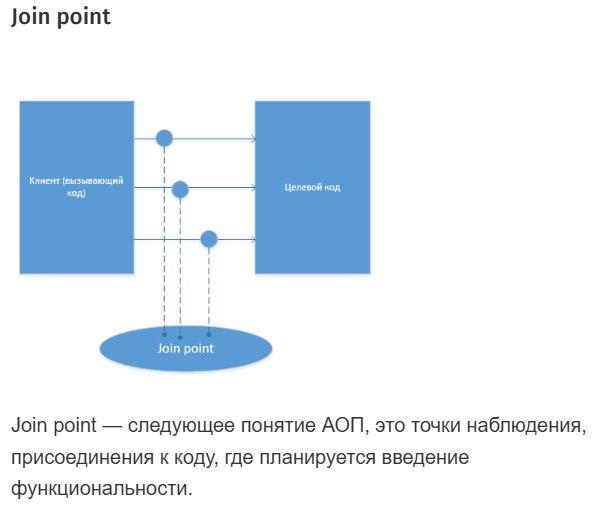 Join point
Клиент (вызывающий
код)
Целевой код
Join point
Join point — следующее понятие АОП, это точки наблюдения,
присоединения к коду, где планируется введение
функциональности.